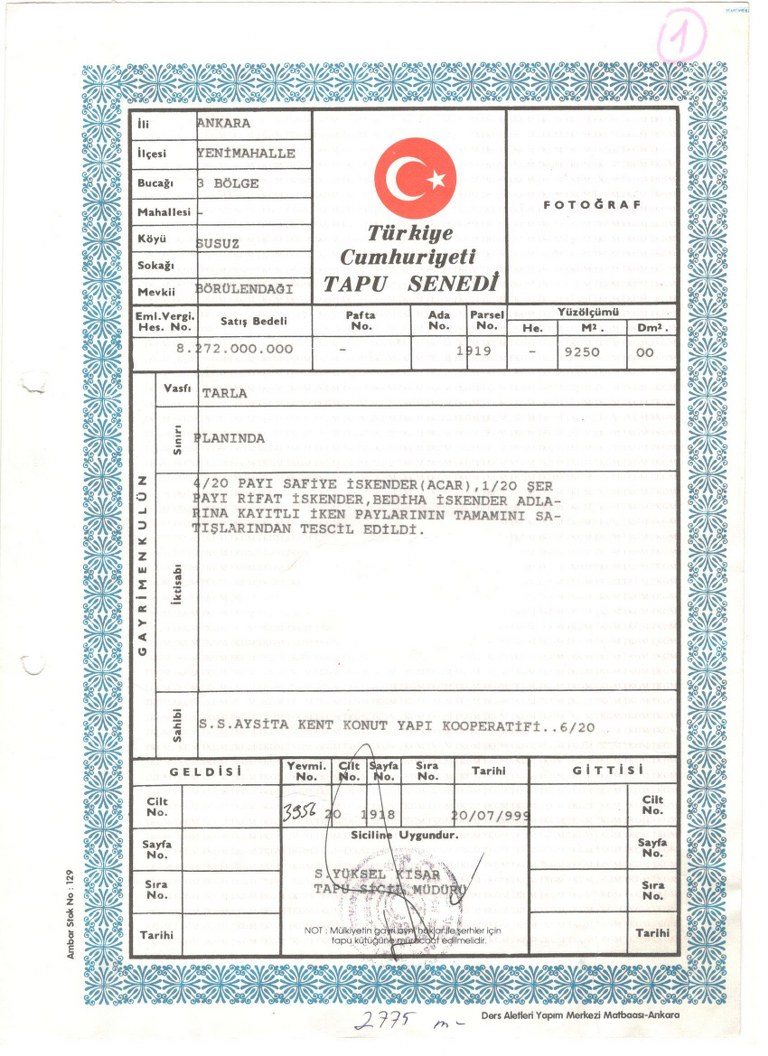 1
İli ANKARA
İlçesi YENİMAHALLE
Bucağı 3 BÖLGE
Mahallesi -
Köyü SUSUZ
Sokağı
Mevkii BÖRÜLENDAĞI
Türkiye
Cumhuriyeti
TAPU SENEDİ
FOTOĞRAF
Eml.Vergi. Hes. No.
Satış Bedeli
Pafta No.
Ada No.
Parsel No.
Yüzölçümü
He. M². Dm².
8.272.000.000 - 1919 - 9250 00
GAYRİMENKULÜN
Vasfı TARLA
Sınırı PLANINDA
İktisabı
4/20 PAYI SAFİYE İSKENDER(ACAR),1/20 ŞER
PAYI RİFAT İSKENDER,BEDİHA İSKENDER ADLA-
RINA KAYITLI İKEN PAYLARININ TAMAMINI SA-
TIŞLARINDAN TESCİL EDİLDİ.
Sahibi S.S.AYSİTA KENT KONUT YAPI KOOPERATİFİ..6/20
GELDİSİ
Yevmi. No.
Cilt No.
Sayfa No.
Sıra No.
Tarihi
GİTTİSİ
Cilt No.
3956 20 1918 20/07/999
Cilt No.
Siciline Uygundur.
Sayfa No.
Sayfa No.
S.YÜKSEL KISAR
TAPU SİCİL MÜDÜRÜ
Sıra No.
Sıra No.
Tarihi
NOT : Mülkiyetin gayri ayni haklar ile şerhler için
tapu kütüğüne müracaat edilmelidir.
Tarihi
Ambar Stok No : 129
Ders Aletleri Yapım Merkezi Matbaası-Ankara
2775 m-